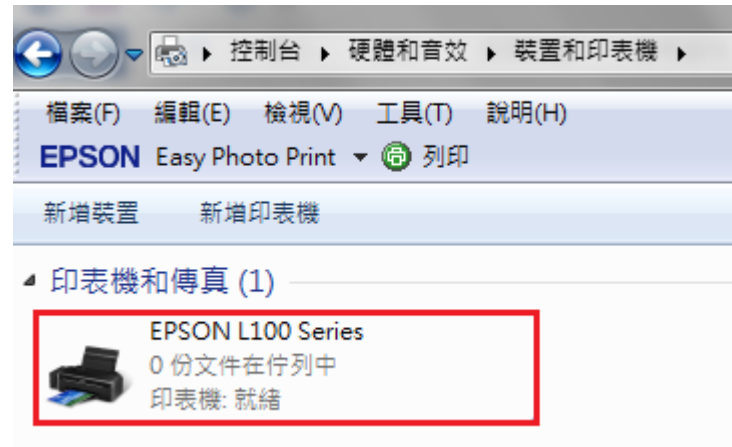 控制台 ▸ 硬體和音效 ▸ 裝置和印表機 ▸
檔案(F) 編輯(E) 檢視(V) 工具(T) 說明(H)
EPSON Easy Photo Print 列印
新增裝置 新增印表機
印表機和傳真 (1)
EPSON L100 Series
0 份文件在佇列中
印表機: 就緒